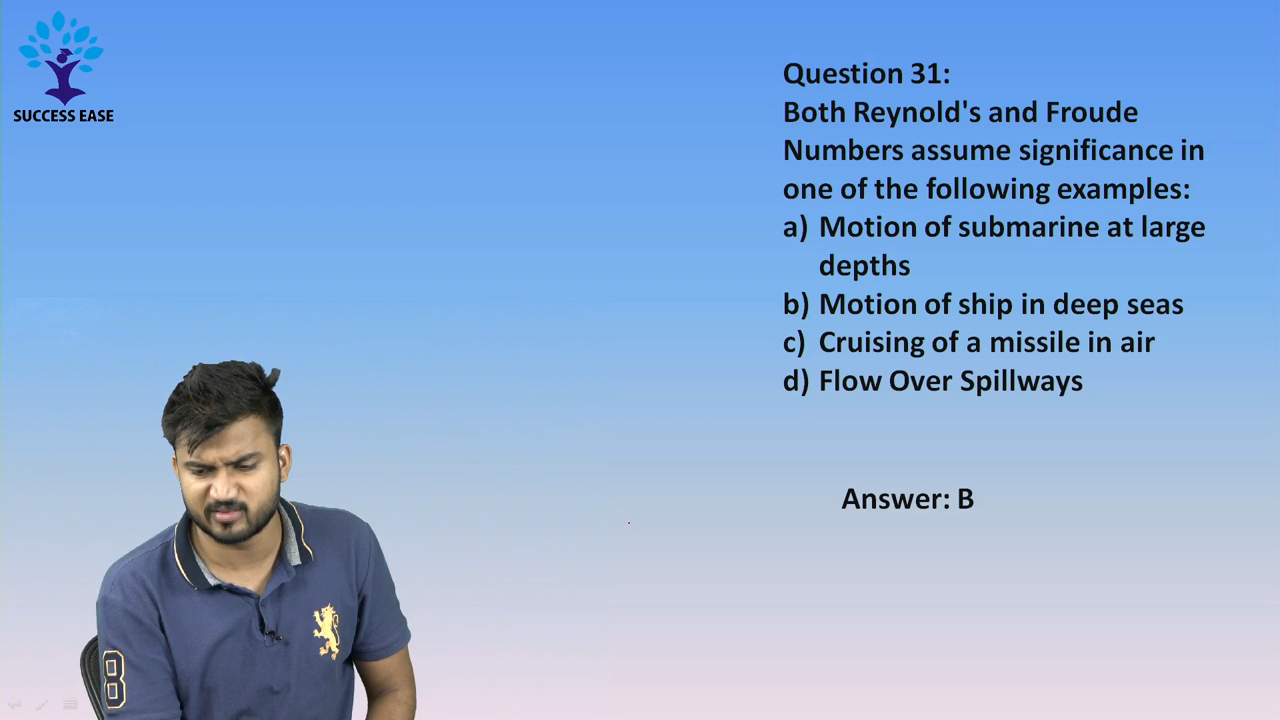 SUCCESS EASE
Question 31:
Both Reynold's and Froude
Numbers assume significance in
one of the following examples:
a) Motion of submarine at large
depths
b) Motion of ship in deep seas
c) Cruising of a missile in air
d) Flow Over Spillways
Answer: B
8